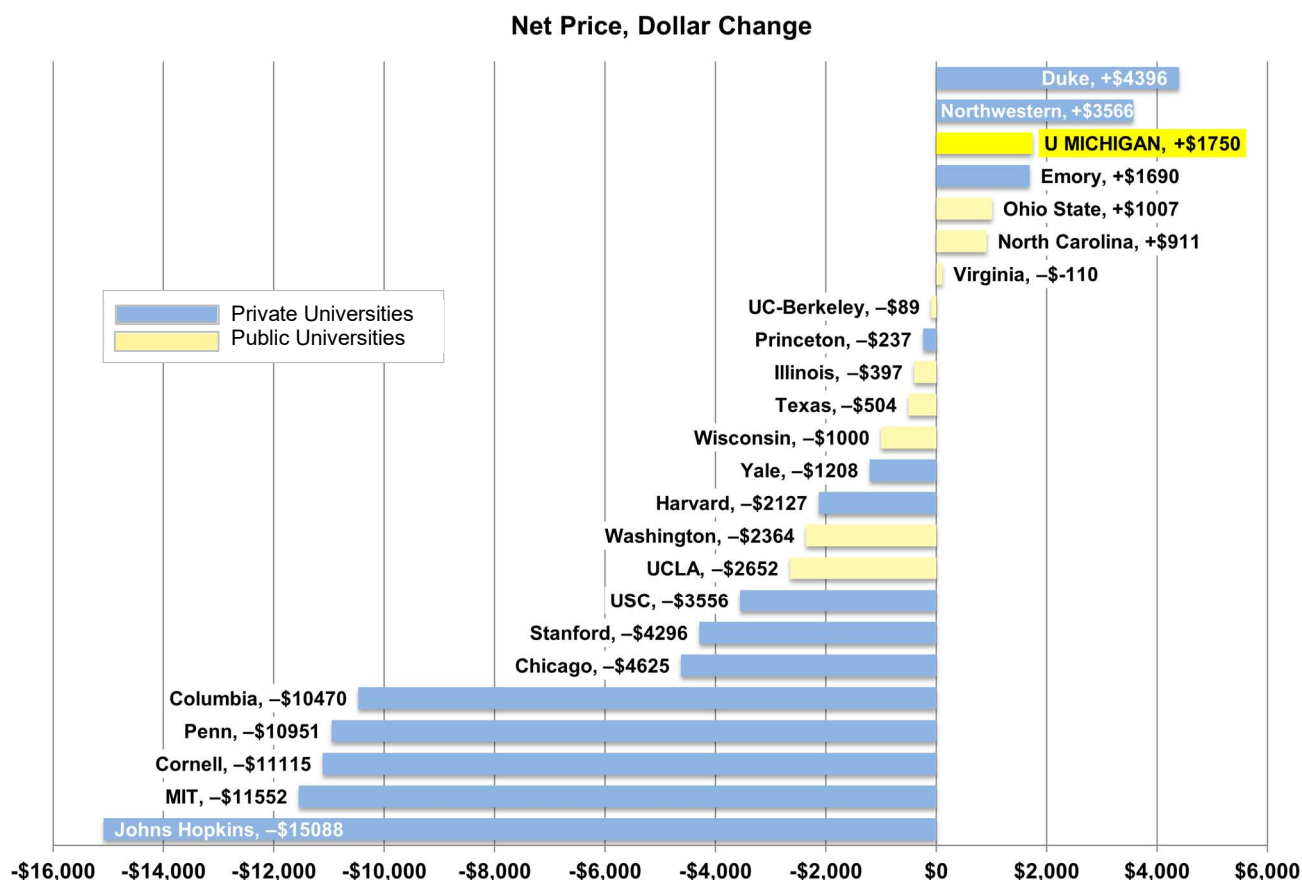 Net Price, Dollar Change
Duke, +$4396
Northwestern, +$3566
U MICHIGAN, +$1750
Emory, +$1690
Ohio State, +$1007
North Carolina, +$911
Virginia, –$-110
UC-Berkeley, –$89
Private Universities
Public Universities
Princeton, –$237
Illinois, –$397
Texas, –$504
Wisconsin, –$1000
Yale, –$1208
Harvard, –$2127
Washington, –$2364
UCLA, –$2652
USC, –$3556
Stanford, –$4296
Chicago, –$4625
Columbia, –$10470
Penn, –$10951
Cornell, –$11115
MIT, –$11552
Johns Hopkins, –$15088
-$16,000 -$14,000 -$12,000 -$10,000 -$8,000 -$6,000 -$4,000 -$2,000 $0 $2,000 $4,000 $6,000